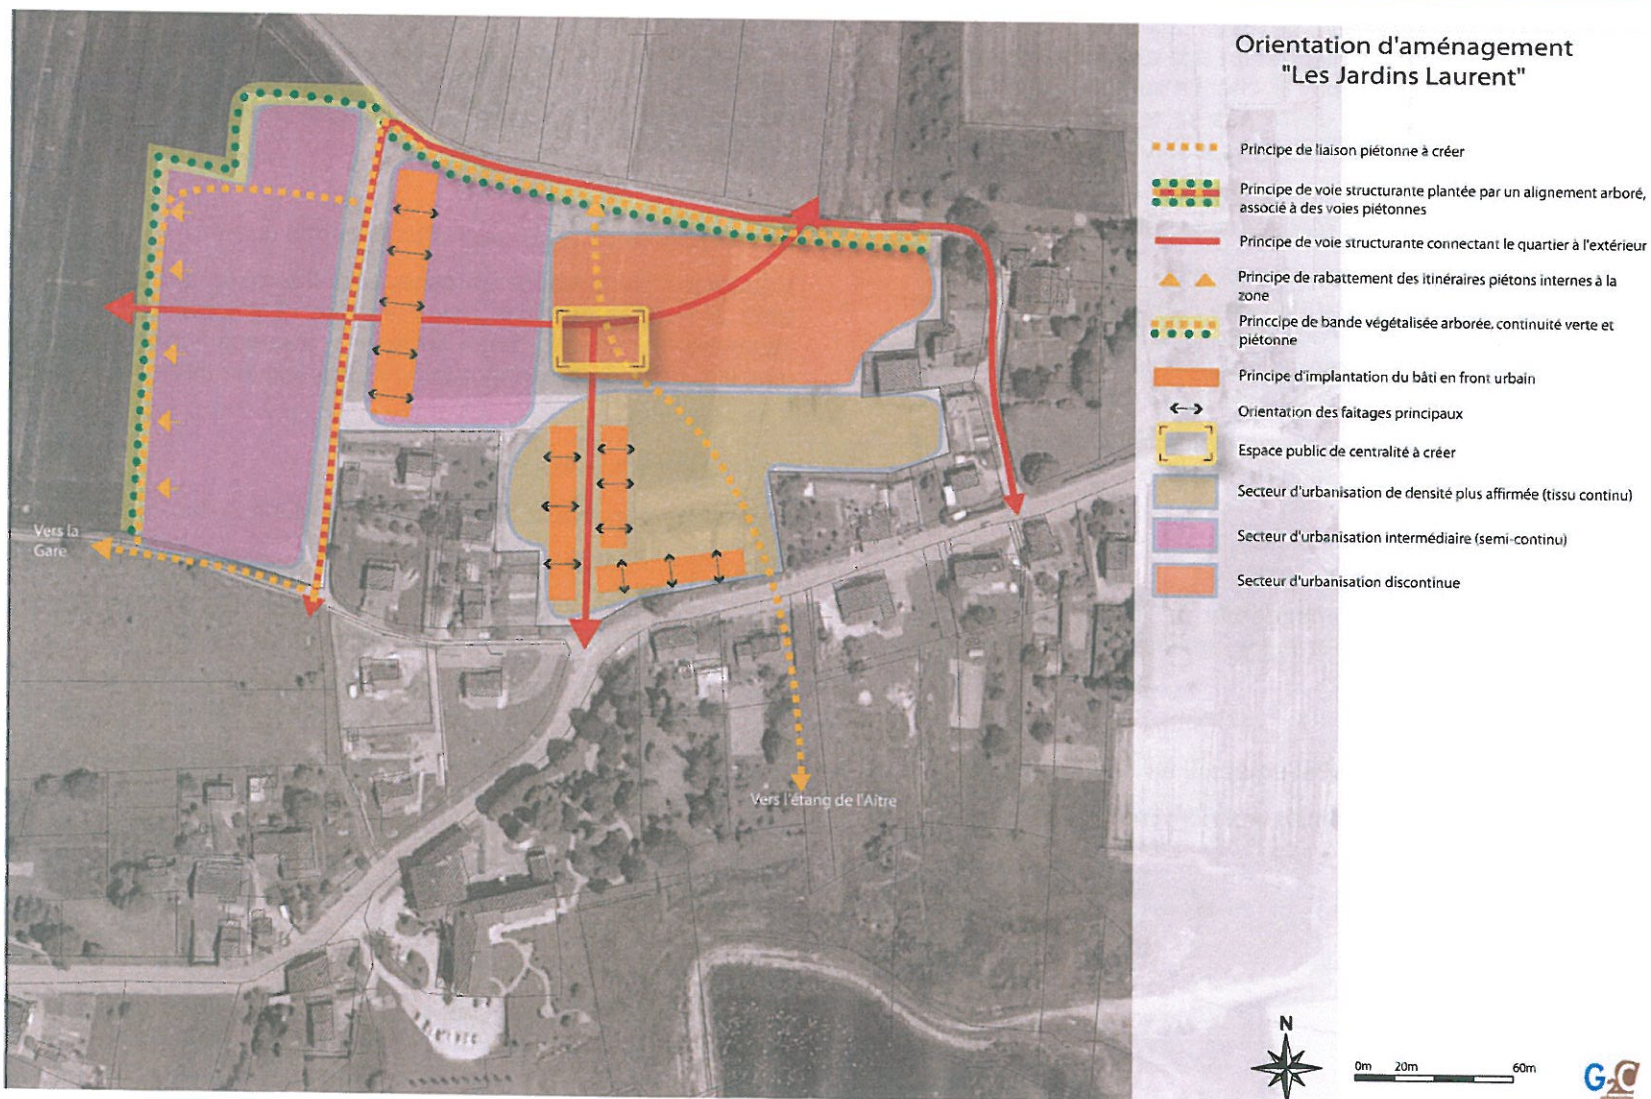 Orientation d'aménagement
"Les Jardins Laurent"
Principe de liaison piétonne à créer
Principe de voie structurante plantée par un alignement arboré,
associé à des voies piétonnes
Principe de voie structurante connectant le quartier à l'extérieur
Principe de rabattement des itinéraires piétons internes à la
zone
Princcipe de bande végétalisée arborée, continuité verte et
piétonne
Principe d'implantation du bâti en front urbain
Orientation des faitages principaux
Espace public de centralité à créer
Secteur d'urbanisation de densité plus affirmée (tissu continu)
Secteur d'urbanisation intermédiaire (semi-continu)
Secteur d'urbanisation discontinue
Vers la
Gare
Vers l'étang de l'Aître
N
0m 20m 60m
G2C